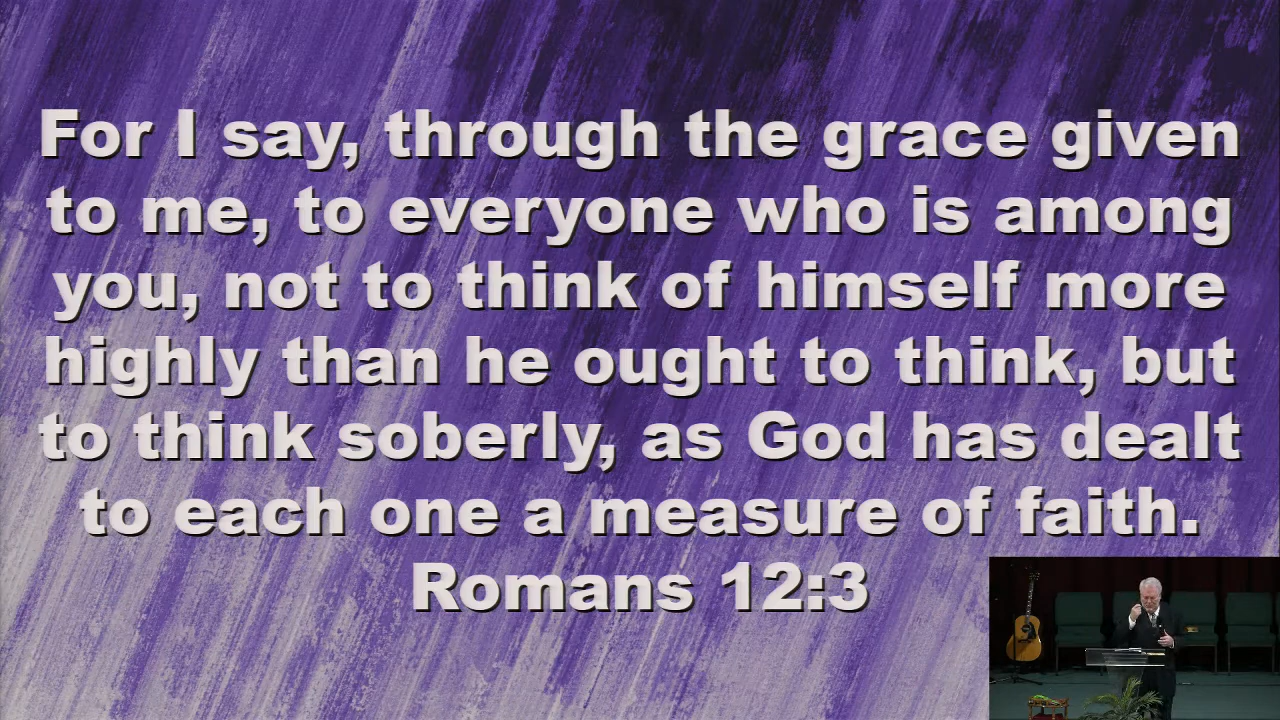 For I say, through the grace given
to me, to everyone who is among
you, not to think of himself more
highly than he ought to think, but
to think soberly, as God has dealt
to each one a measure of faith.
Romans 12:3